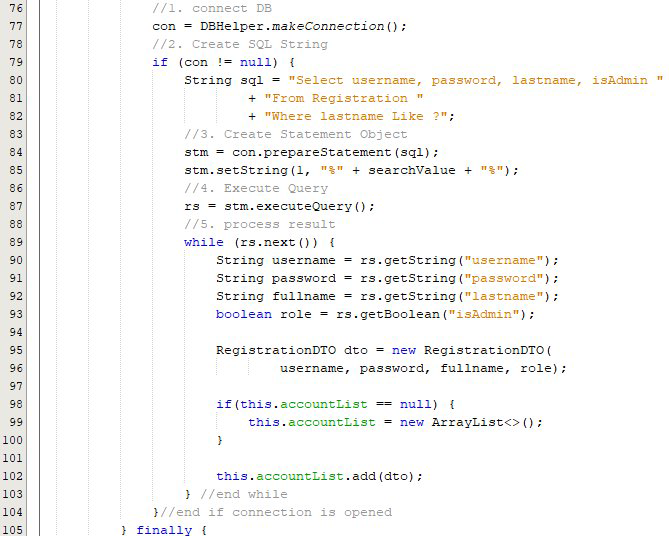 76 //1. connect DB
77 con = DBHelper.makeConnection();
78 //2. Create SQL String
79 if (con != null) {
80 String sql = "Select username, password, lastname, isAdmin "
81 + "From Registration "
82 + "Where lastname Like ?";
83 //3. Create Statement Object
84 stm = con.prepareStatement(sql);
85 stm.setString(1, "%" + searchValue + "%");
86 //4. Execute Query
87 rs = stm.executeQuery();
88 //5. process result
89 while (rs.next()) {
90 String username = rs.getString("username");
91 String password = rs.getString("password");
92 String fullname = rs.getString("lastname");
93 boolean role = rs.getBoolean("isAdmin");
94
95 RegistrationDTO dto = new RegistrationDTO(
96 username, password, fullname, role);
97
98 if(this.accountList == null) {
99 this.accountList = new ArrayList<>();
100 }
101
102 this.accountList.add(dto);
103 } //end while
104 }//end if connection is opened
105 } finally {